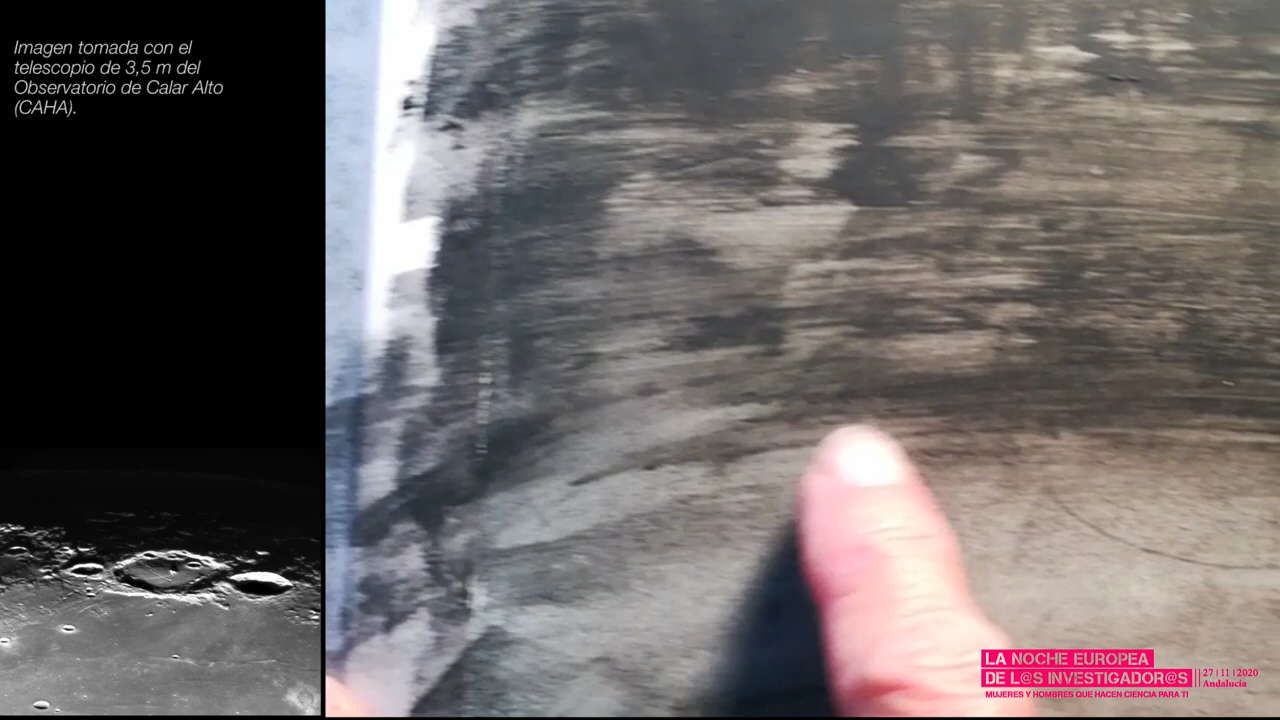 Imagen tomada con el
telescopio de 3,5 m del
Observatorio de Calar Alto
(CAHA).
LA NOCHE EUROPEA
DE L@S INVESTIGADOR@S
27 | 11 | 2020
Andalucía
MUJERES Y HOMBRES QUE HACEN CIENCIA PARA TI